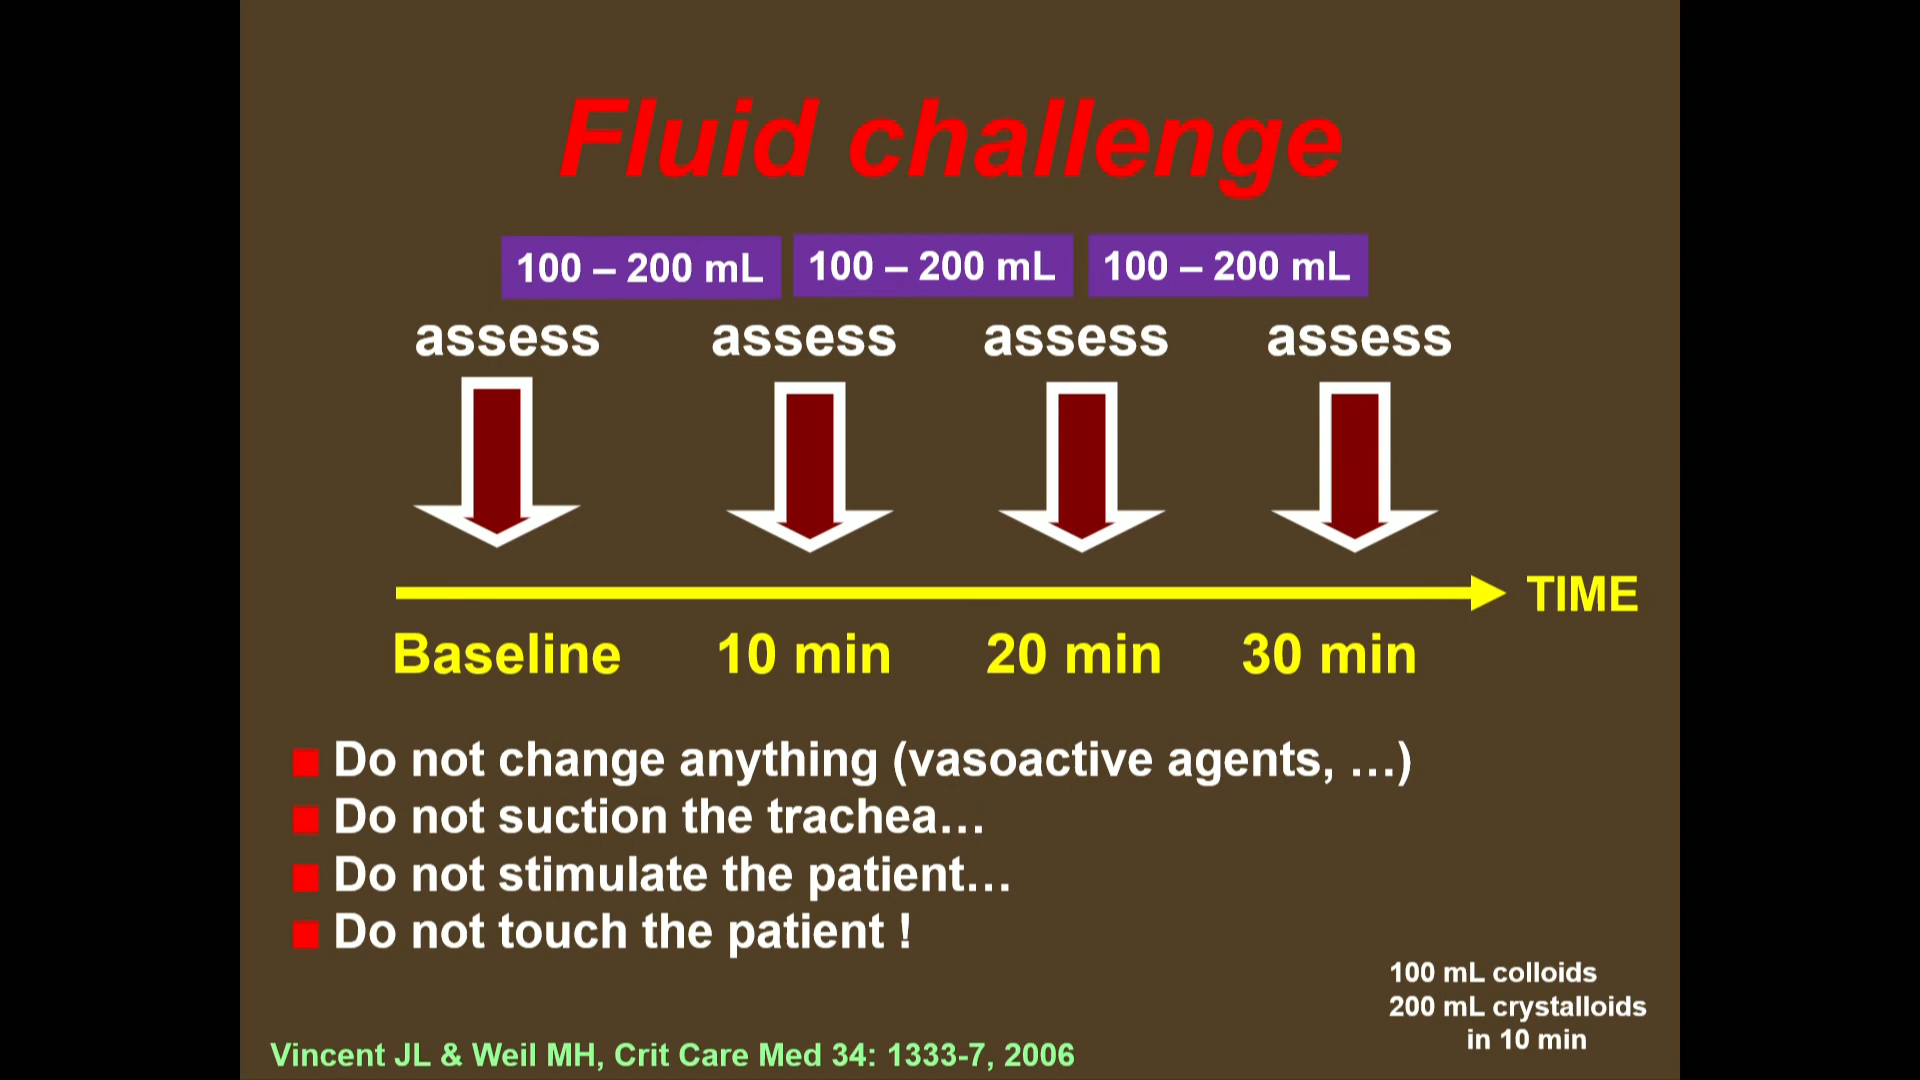 Fluid challenge
100 – 200 mL 100 – 200 mL 100 – 200 mL
assess assess assess assess
TIME
Baseline 10 min 20 min 30 min
Do not change anything (vasoactive agents, …)
Do not suction the trachea…
Do not stimulate the patient…
Do not touch the patient !
100 mL colloids
200 mL crystalloids
in 10 min
Vincent JL & Weil MH, Crit Care Med 34: 1333-7, 2006